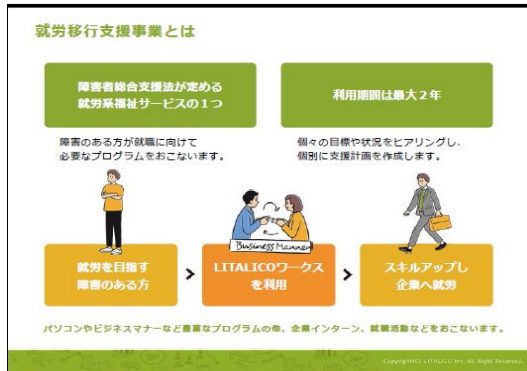 就労移行支援事業とは
障害者総合支援法が定める
就労系福祉サービスの1つ
利用期間は最大2年
障害のある方が就職に向けて
必要なプログラムをおこないます。
個々の目標や状況をヒアリングし、
個別に支援計画を作成します。
Business Manner
就労を目指す
障害のある方
>
LITALICOワークス
を利用
>
スキルアップし
企業へ就労
パソコンやビジネスマナーなど豊富なプログラムの他、企業インターン、就職活動などをおこないます。
Copyright(C) LITALICO Inc. All Right Reserved.